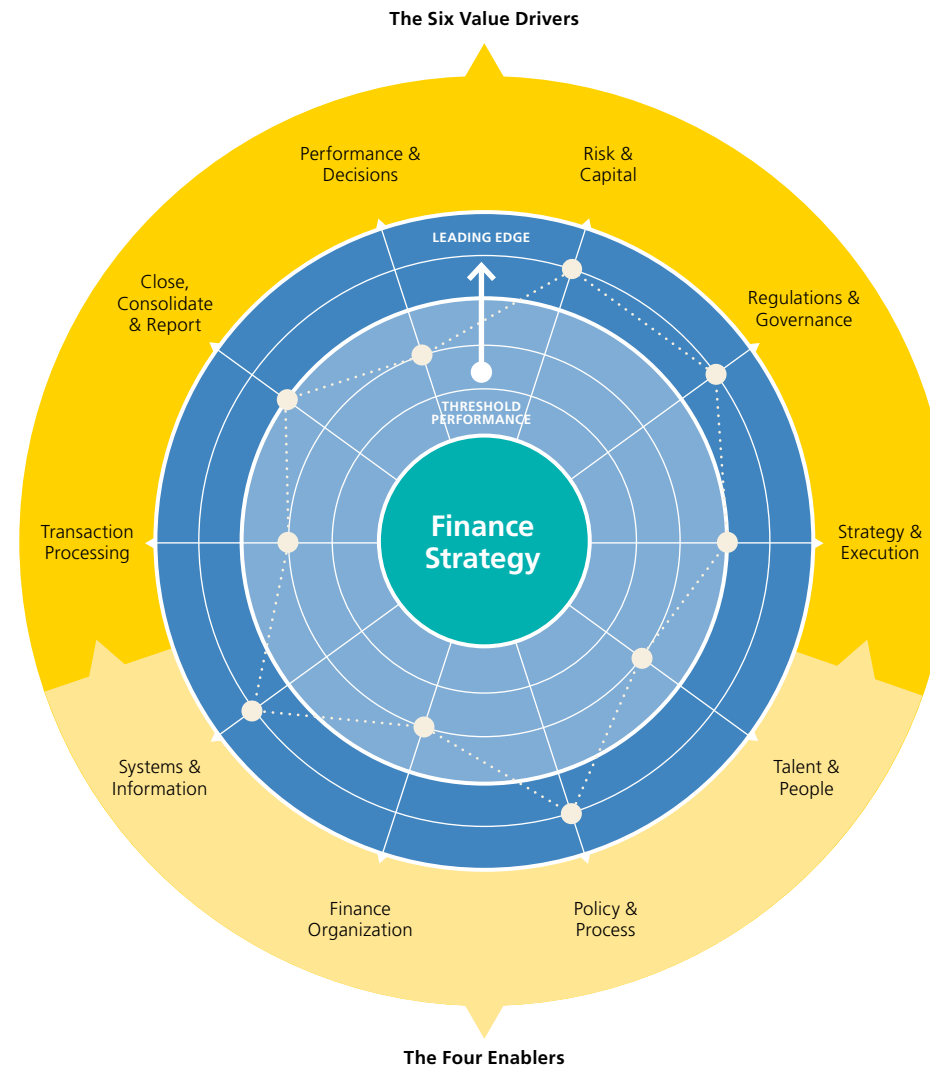 The Six Value Drivers
Performance &
Decisions
Risk &
Capital
LEADING EDGE
Close,
Consolidate
& Report
Regulations &
Governance
THRESHOLD
PERFORMANCE
Transaction
Processing
Finance
Strategy
Strategy &
Execution
Systems &
Information
Talent &
People
Finance
Organization
Policy &
Process
The Four Enablers